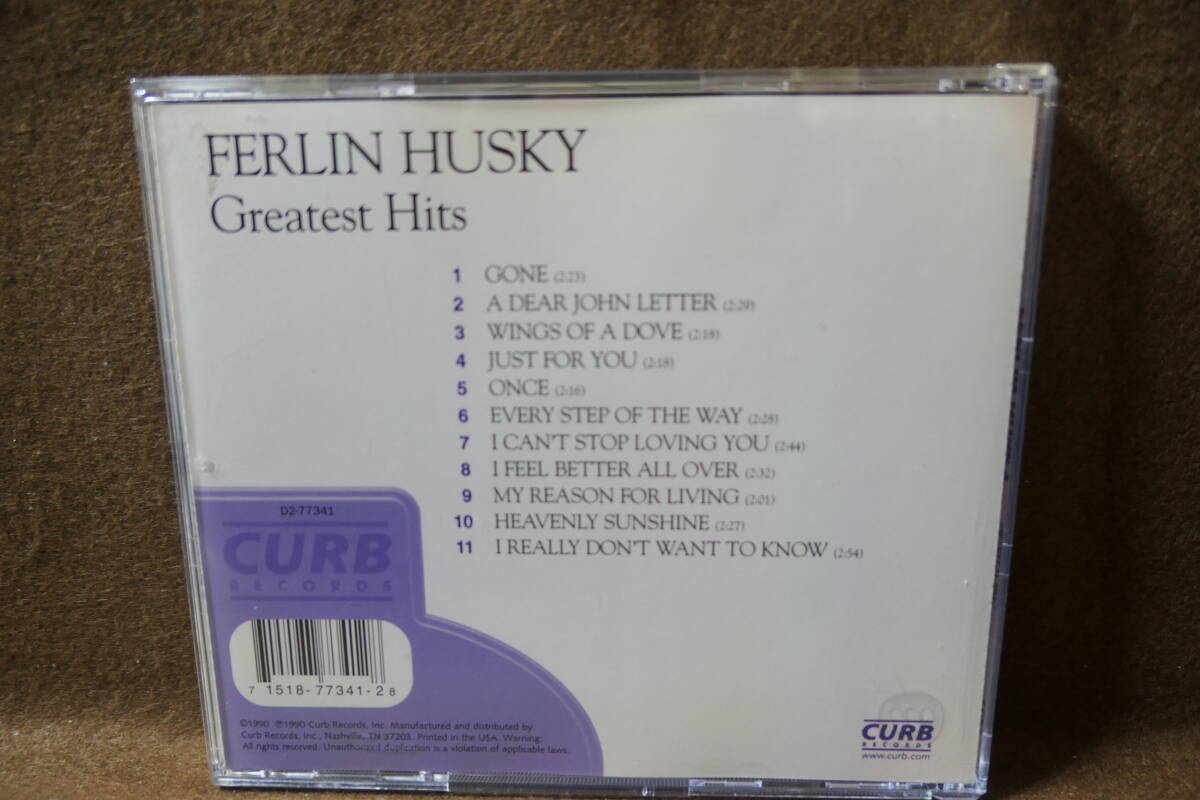 FERLIN HUSKY
Greatest Hits
1 GONE (2:23)
2 A DEAR JOHN LETTER (2:29)
3 WINGS OF A DOVE (2:18)
4 JUST FOR YOU (2:18)
5 ONCE (2:16)
6 EVERY STEP OF THE WAY (2:28)
7 I CAN'T STOP LOVING YOU (2:44)
8 I FEEL BETTER ALL OVER (2:32)
9 MY REASON FOR LIVING (2:01)
10 HEAVENLY SUNSHINE (2:27)
11 I REALLY DON'T WANT TO KNOW (2:54)
D2-77341
CURB
RECORDS
7 1518-77341-2 8
©1990 ℗1990 Curb Records, Inc. Manufactured and distributed by
Curb Records, Inc., Nashville, TN 37203. Printed in the USA. Warning:
All rights reserved. Unauthorized duplication is a violation of applicable laws.
CURB
RECORDS
www.curb.com